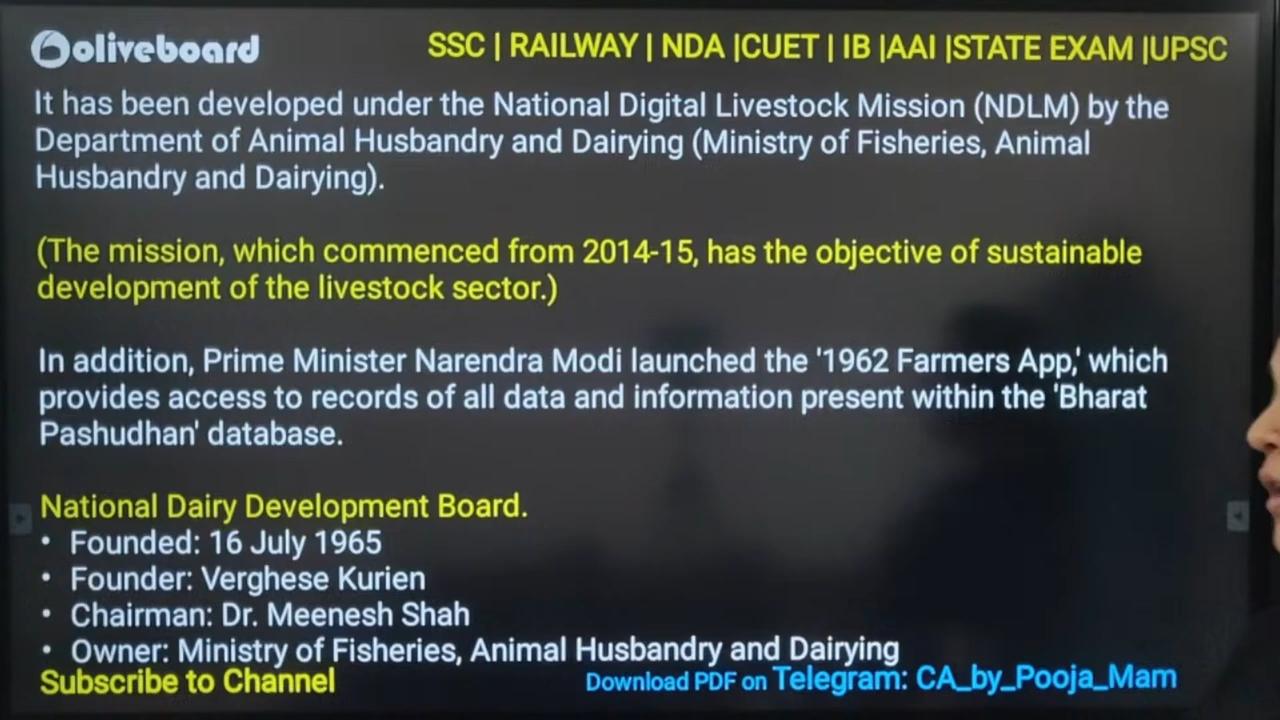 oliveboard
SSC | RAILWAY | NDA |CUET | IB |AAI |STATE EXAM |UPSC
It has been developed under the National Digital Livestock Mission (NDLM) by the
Department of Animal Husbandry and Dairying (Ministry of Fisheries, Animal
Husbandry and Dairying).
(The mission, which commenced from 2014-15, has the objective of sustainable
development of the livestock sector.)
In addition, Prime Minister Narendra Modi launched the '1962 Farmers App,' which
provides access to records of all data and information present within the 'Bharat
Pashudhan' database.
National Dairy Development Board.
• Founded: 16 July 1965
• Founder: Verghese Kurien
• Chairman: Dr. Meenesh Shah
• Owner: Ministry of Fisheries, Animal Husbandry and Dairying
Subscribe to Channel
Download PDF on Telegram: CA_by_Pooja_Mam